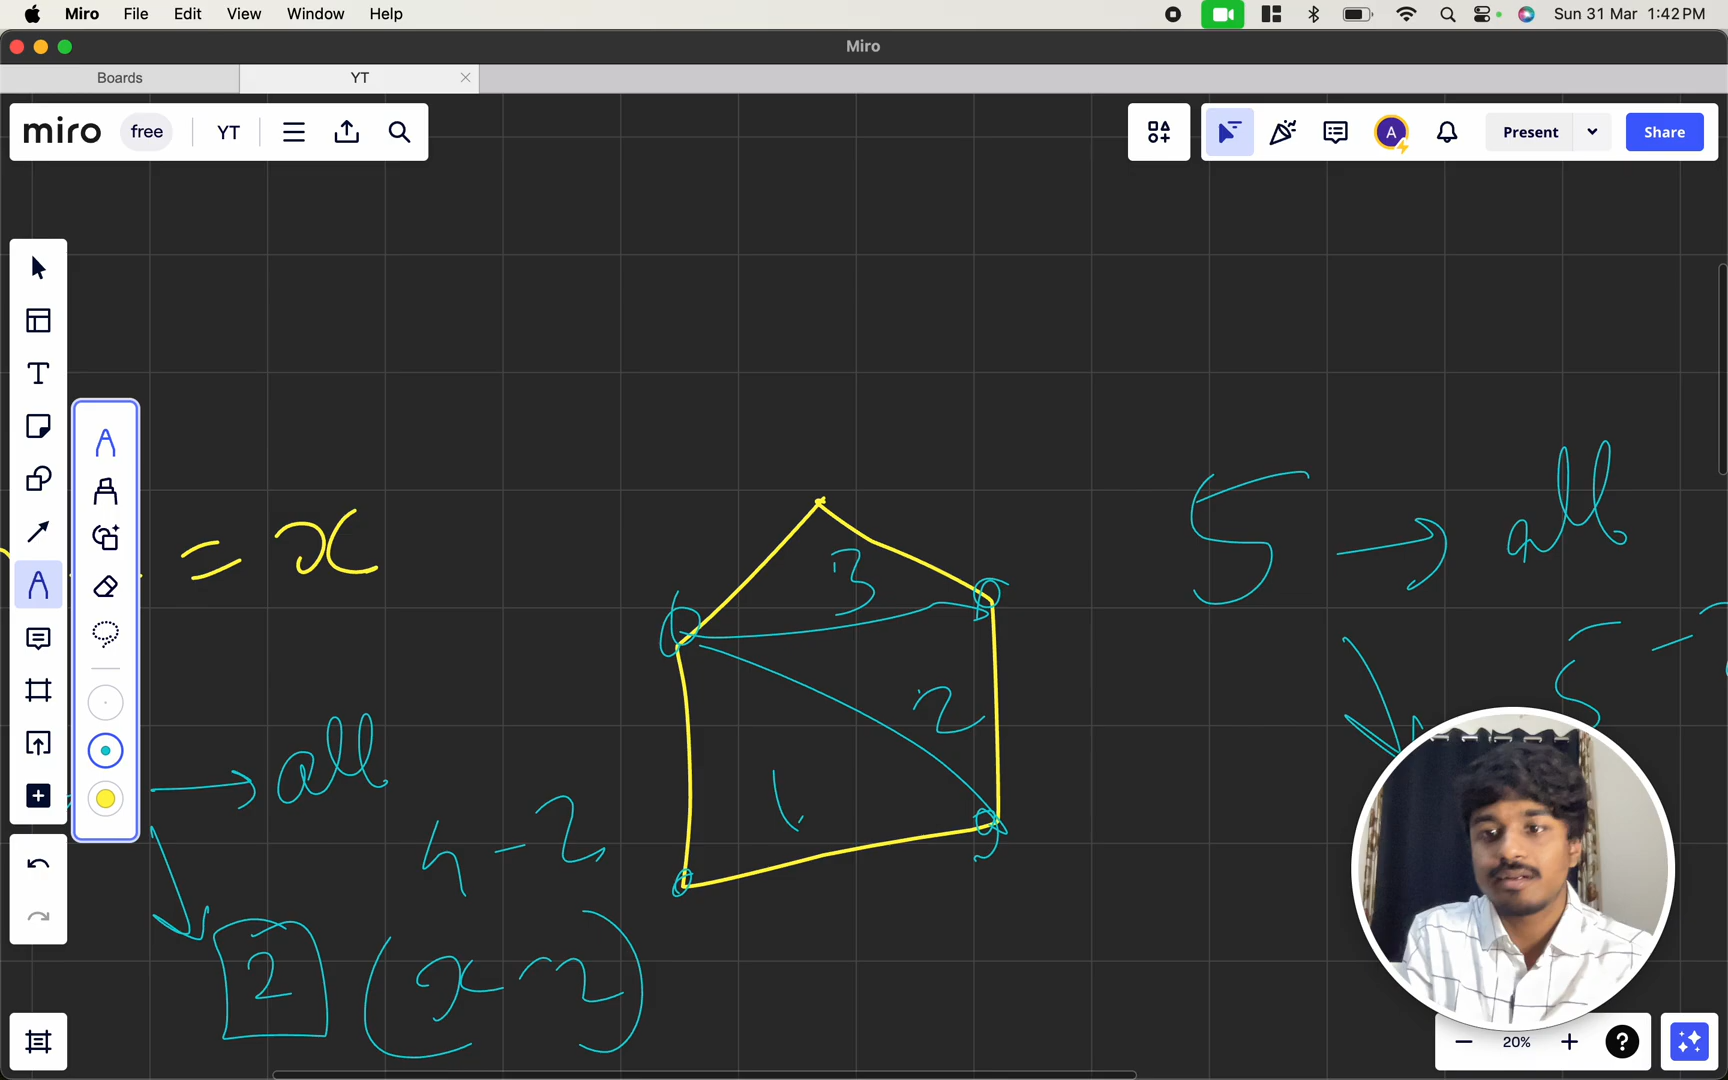 Miro File Edit View Window Help Sun 31 Mar 1:42 PM
Miro
Boards YT
miro free YT Present Share
A
= x
3
5 → all
2
5 -
→ all
1
4 - 2
2 (x - 2)
20% ?